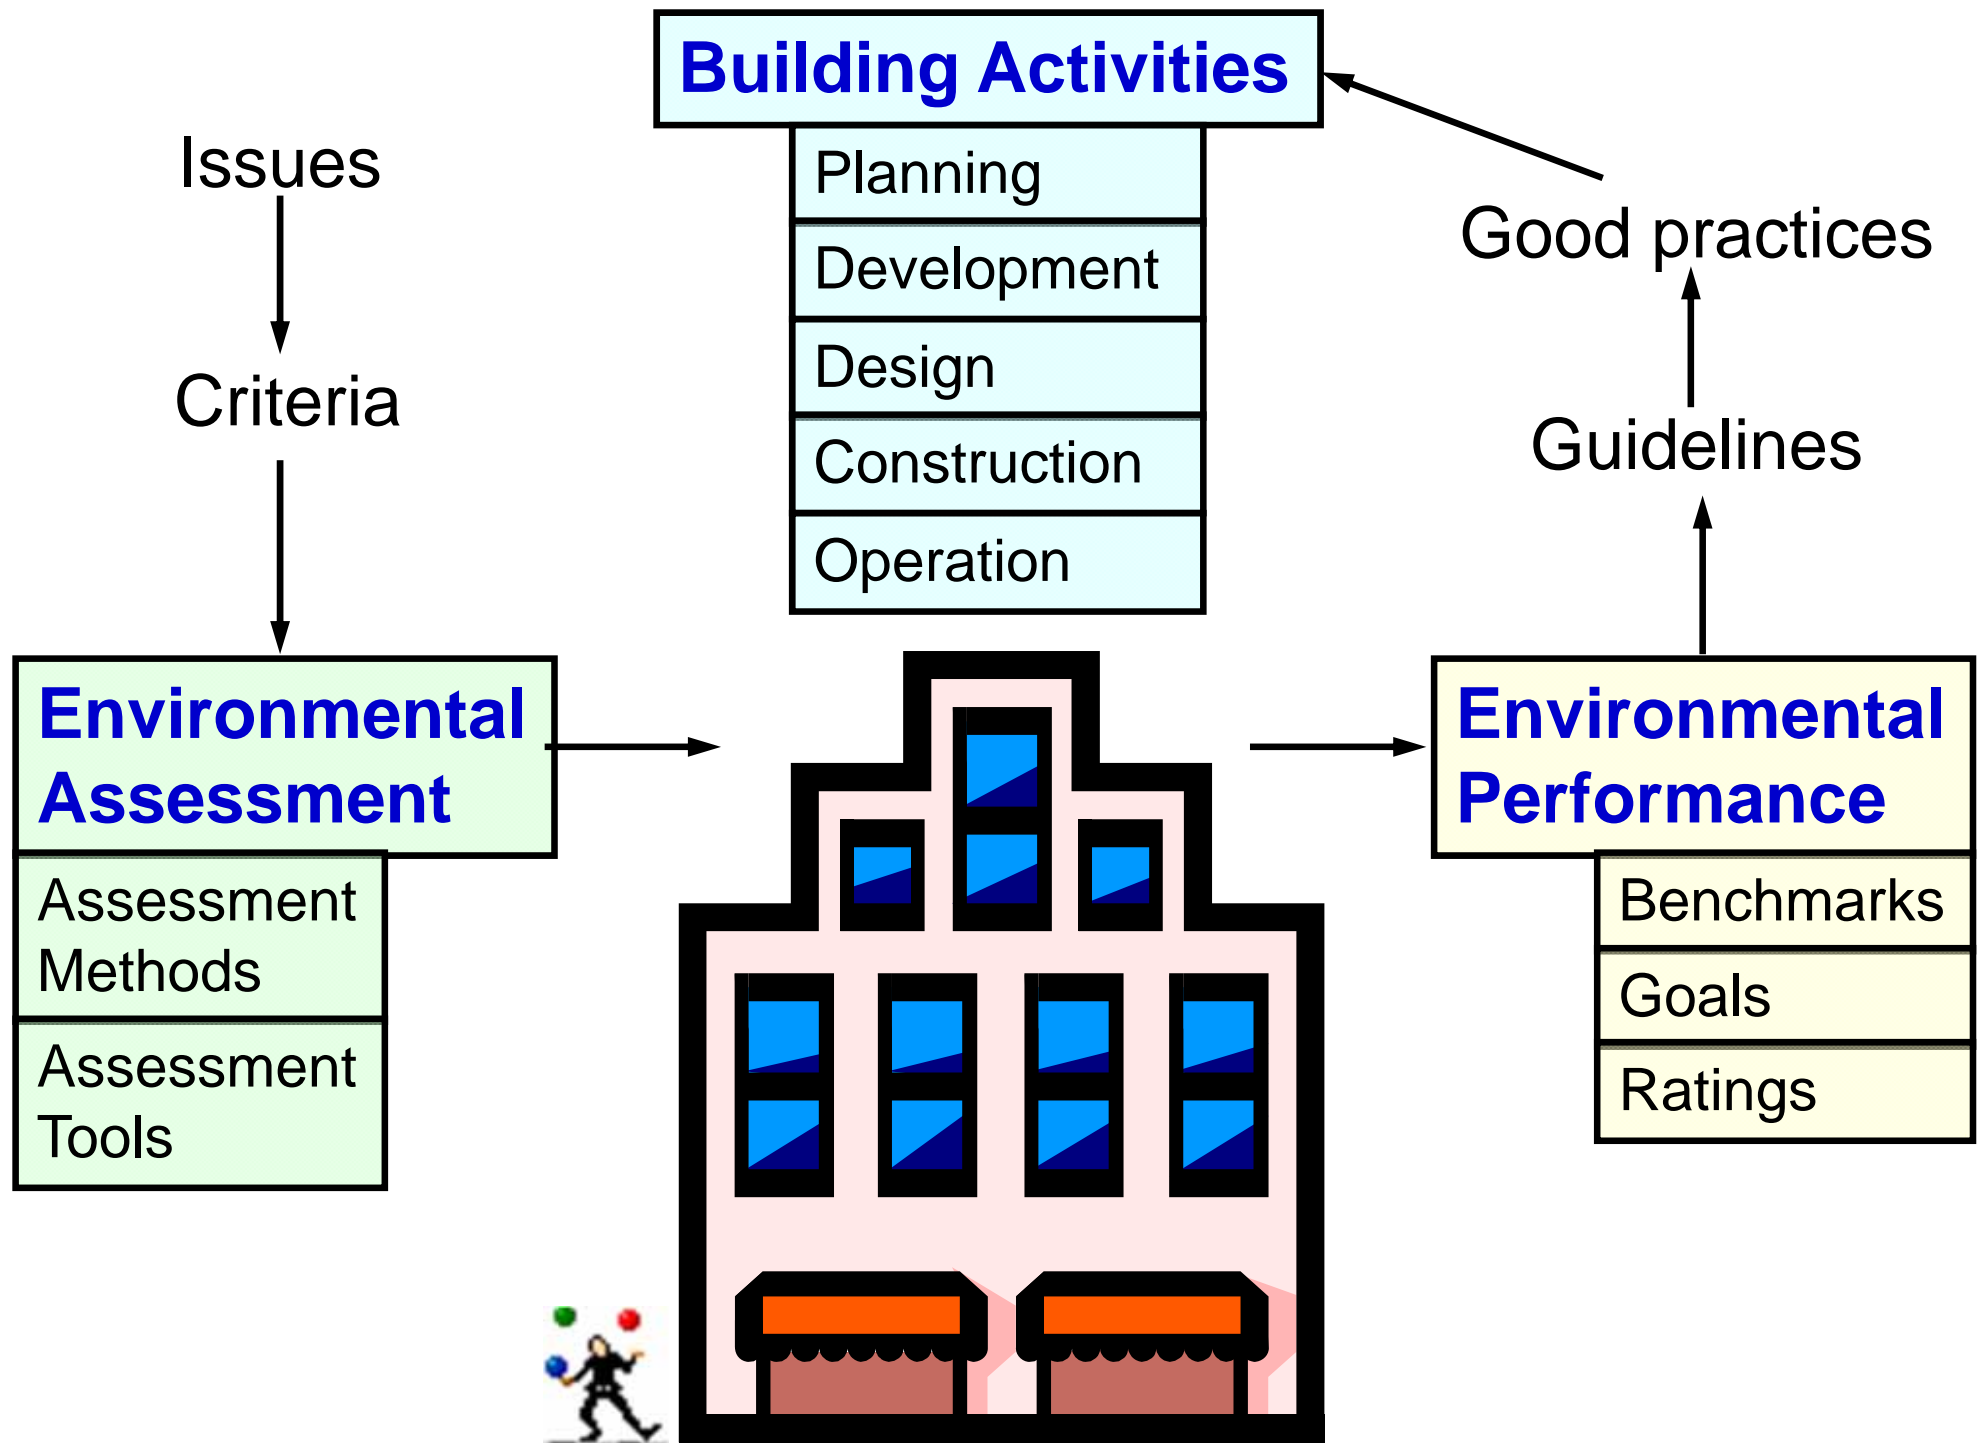 Building Activities
Planning
Development
Design
Construction
Operation
Issues
Criteria
Environmental
Assessment
Assessment
Methods
Assessment
Tools
Good practices
Guidelines
Environmental
Performance
Benchmarks
Goals
Ratings